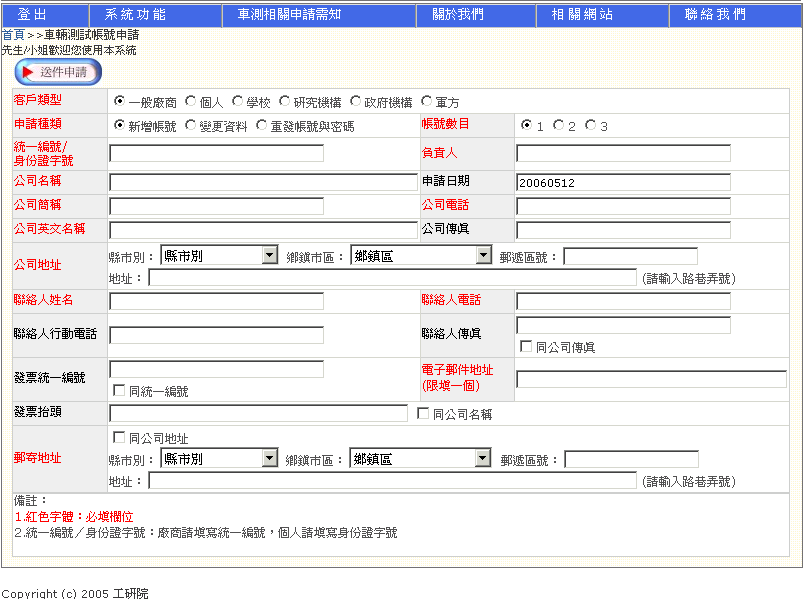 登 出 系 統 功 能 車測相關申請需知 關於我們 相 關 網 站 聯 絡 我 們
首頁>>車輛測試帳號申請
先生/小姐歡迎您使用本系統
送件申請
客戶類型 一般廠商 個人 學校 研究機構 政府機構 軍方
申請種類 新增帳號 變更資料 重發帳號與密碼 帳號數目 1 2 3
統一編號/
身份證字號 負責人
公司名稱 申請日期 20060512
公司簡稱 公司電話
公司英文名稱 公司傳真
公司地址 縣市別： 縣市別 鄉鎮市區： 鄉鎮區 郵遞區號：
地址： (請輸入路巷弄號)
聯絡人姓名 聯絡人電話
聯絡人行動電話 聯絡人傳真
同公司傳真
發票統一編號 電子郵件地址
(限填一個)
同統一編號
發票抬頭 同公司名稱
郵寄地址 同公司地址
縣市別： 縣市別 鄉鎮市區： 鄉鎮區 郵遞區號：
地址： (請輸入路巷弄號)
備註：
1.紅色字體：必填欄位
2.統一編號／身份證字號：廠商請填寫統一編號，個人請填寫身份證字號
Copyright (c) 2005 工研院